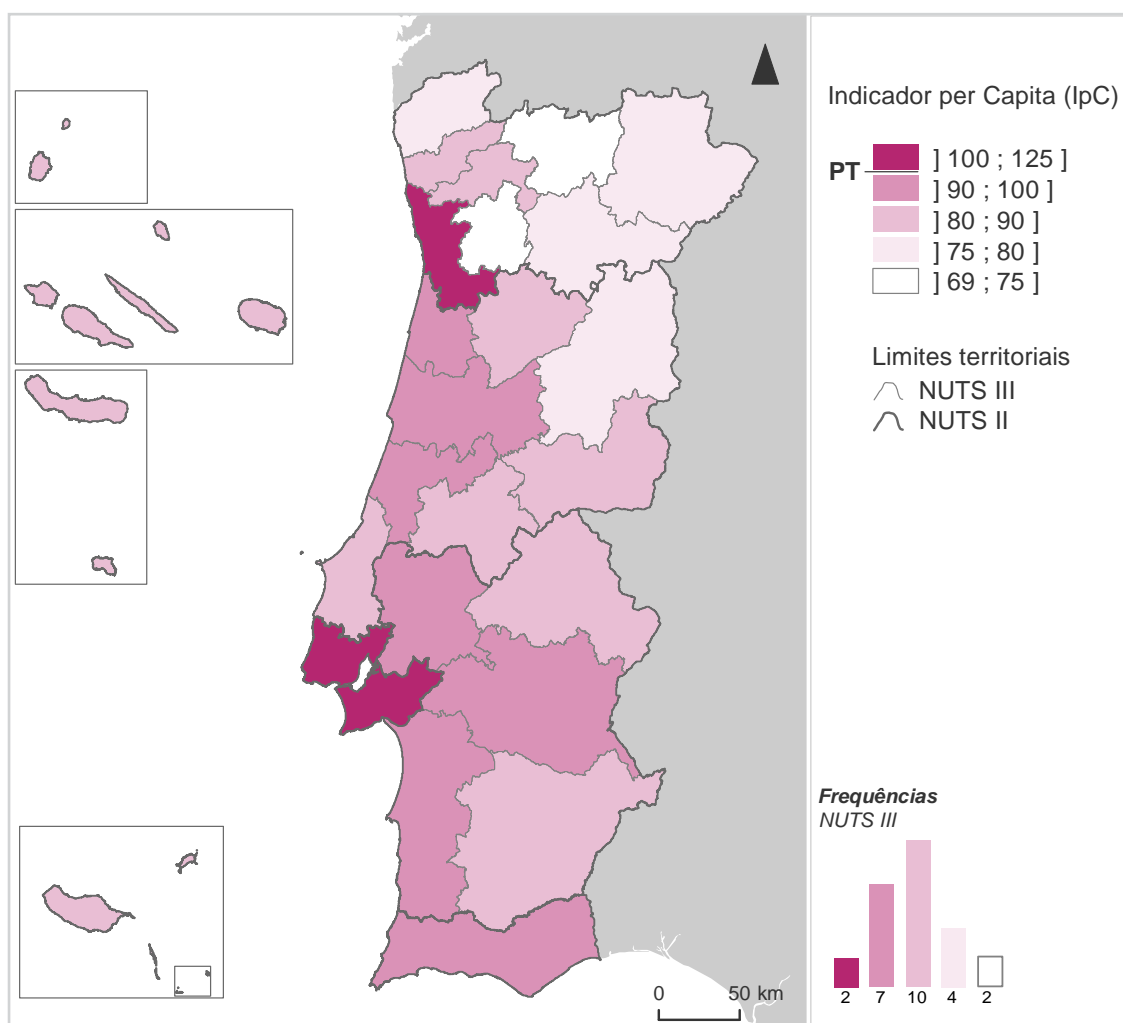 Indicador per Capita (IpC)
PT
] 100 ; 125 ]
] 90 ; 100 ]
] 80 ; 90 ]
] 75 ; 80 ]
] 69 ; 75 ]
Limites territoriais
NUTS III
NUTS II
Frequências
NUTS III
2 7 10 4 2
0 50 km